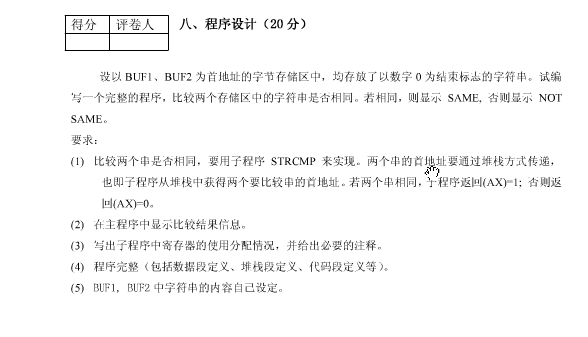 得分 评卷人 八、程序设计（20 分）
设以 BUF1、BUF2 为首地址的字节存储区中，均存放了以数字 0 为结束标志的字符串。试编
写一个完整的程序，比较两个存储区中的字符串是否相同。若相同，则显示 SAME, 否则显示 NOT
SAME。
要求：
(1) 比较两个串是否相同，要用子程序 STRCMP 来实现。两个串的首地址要通过堆栈方式传递，
也即子程序从堆栈中获得两个要比较串的首地址。若两个串相同，子程序返回(AX)=1; 否则返
回(AX)=0。
(2) 在主程序中显示比较结果信息。
(3) 写出子程序中寄存器的使用分配情况，并给出必要的注释。
(4) 程序完整（包括数据段定义、堆栈段定义、代码段定义等）。
(5) BUF1, BUF2 中字符串的内容自己设定。